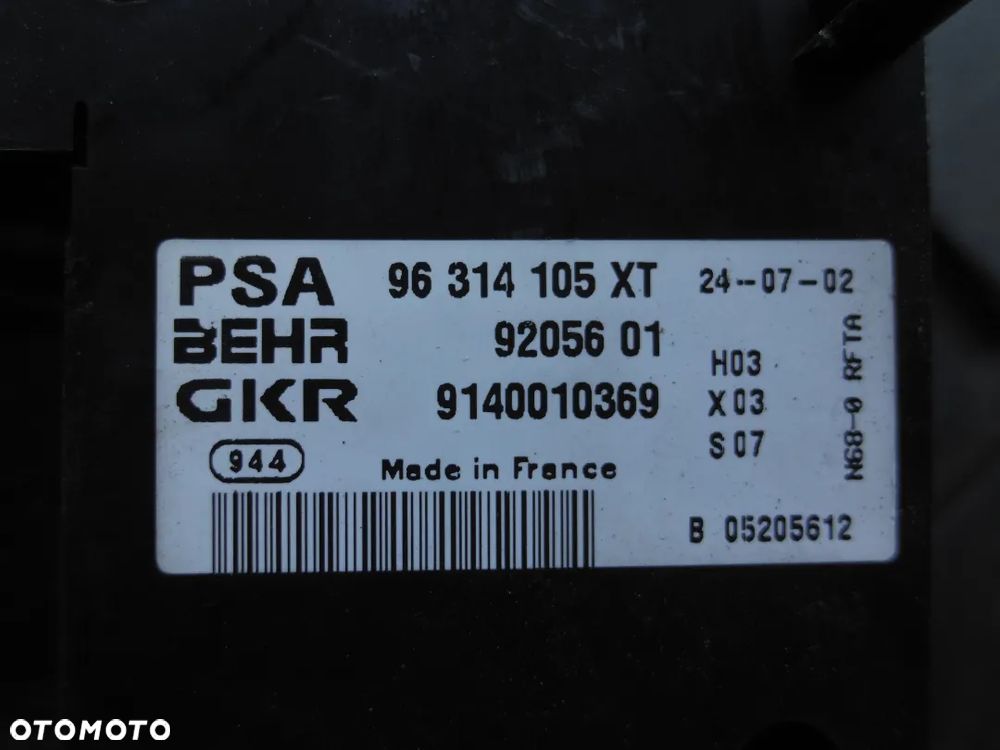 PSA 96 314 105 XT 24-07-02
BEHR 92056 01
GKR 9140010369
H03
X 03
S 07
N68-0 RFTA
944
Made in France
B 05205612
OTOMOTO